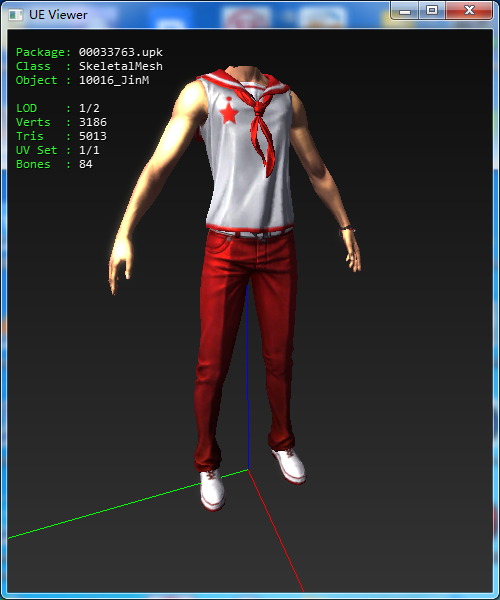 UE Viewer
Package: 00033763.upk
Class  : SkeletalMesh
Object : 10016_JinM
LOD    : 1/2
Verts  : 3186
Tris   : 5013
UV Set : 1/1
Bones  : 84